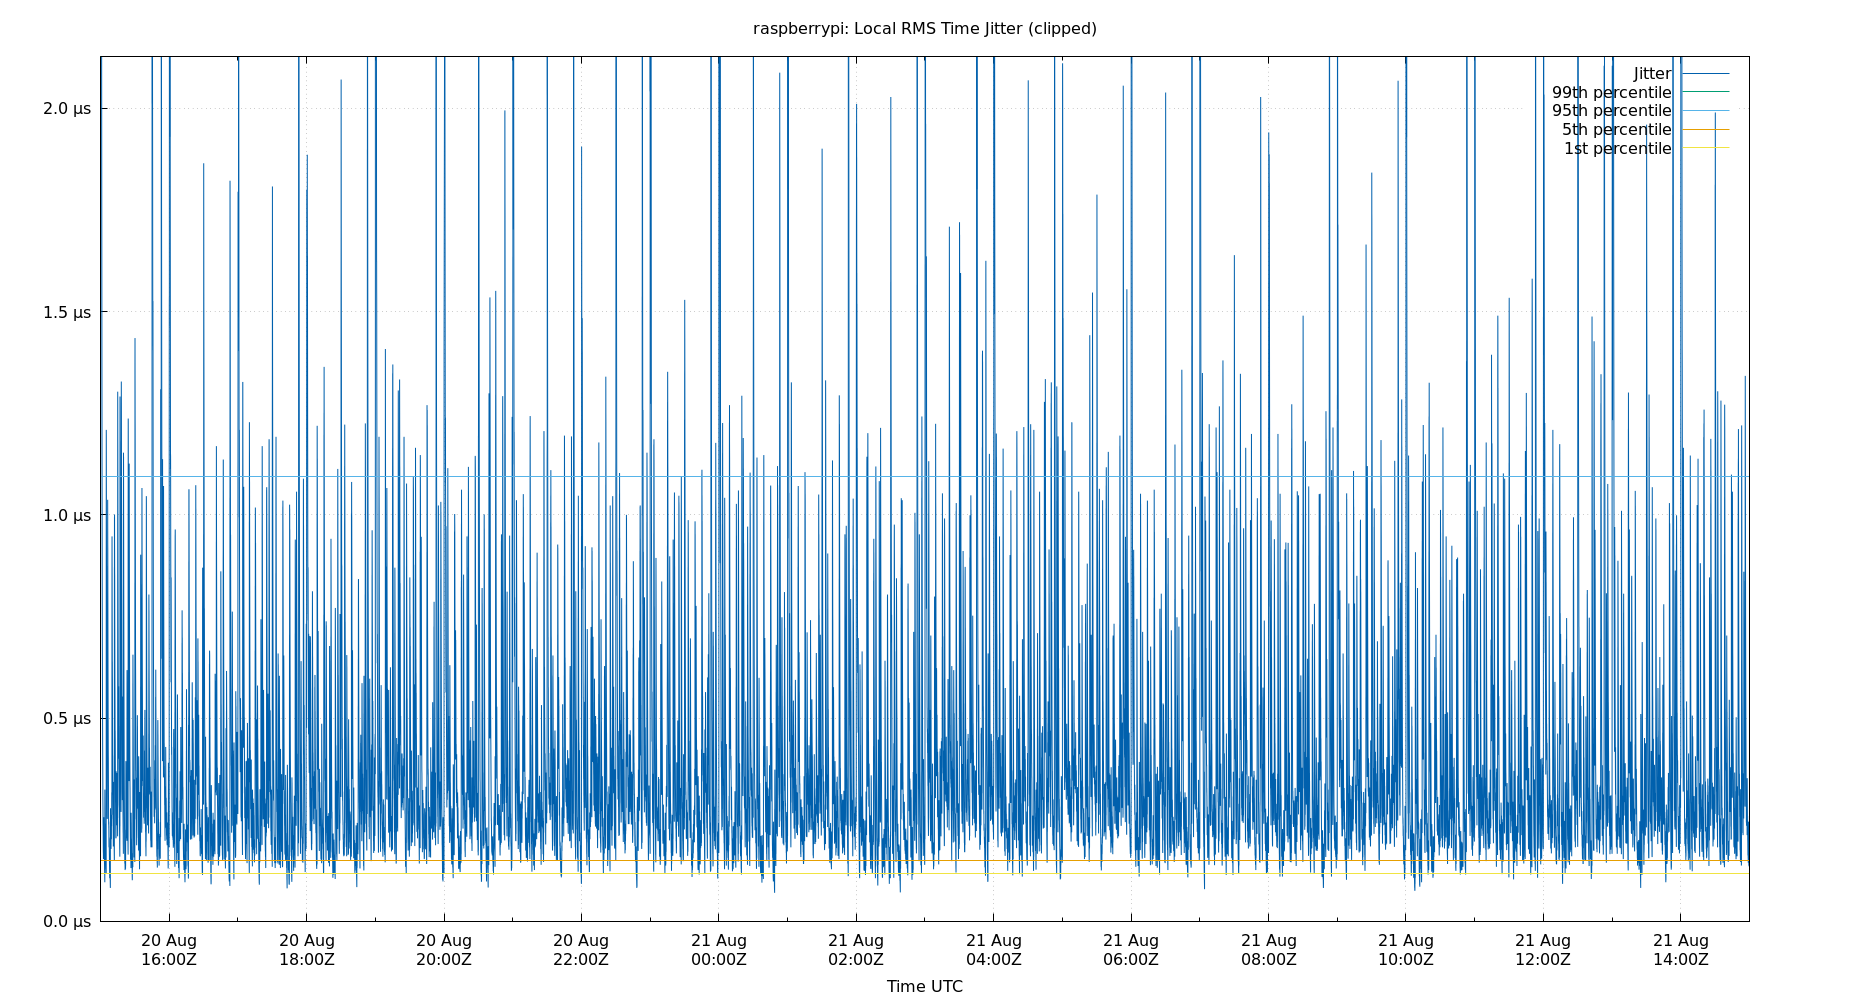 raspberrypi: Local RMS Time Jitter (clipped)
Jitter
99th percentile
95th percentile
5th percentile
1st percentile
2.0 µs
1.5 µs
1.0 µs
0.5 µs
0.0 µs
20 Aug 20 Aug 20 Aug 20 Aug 21 Aug 21 Aug 21 Aug 21 Aug 21 Aug 21 Aug 21 Aug 21 Aug
16:00Z 18:00Z 20:00Z 22:00Z 00:00Z 02:00Z 04:00Z 06:00Z 08:00Z 10:00Z 12:00Z 14:00Z
Time UTC